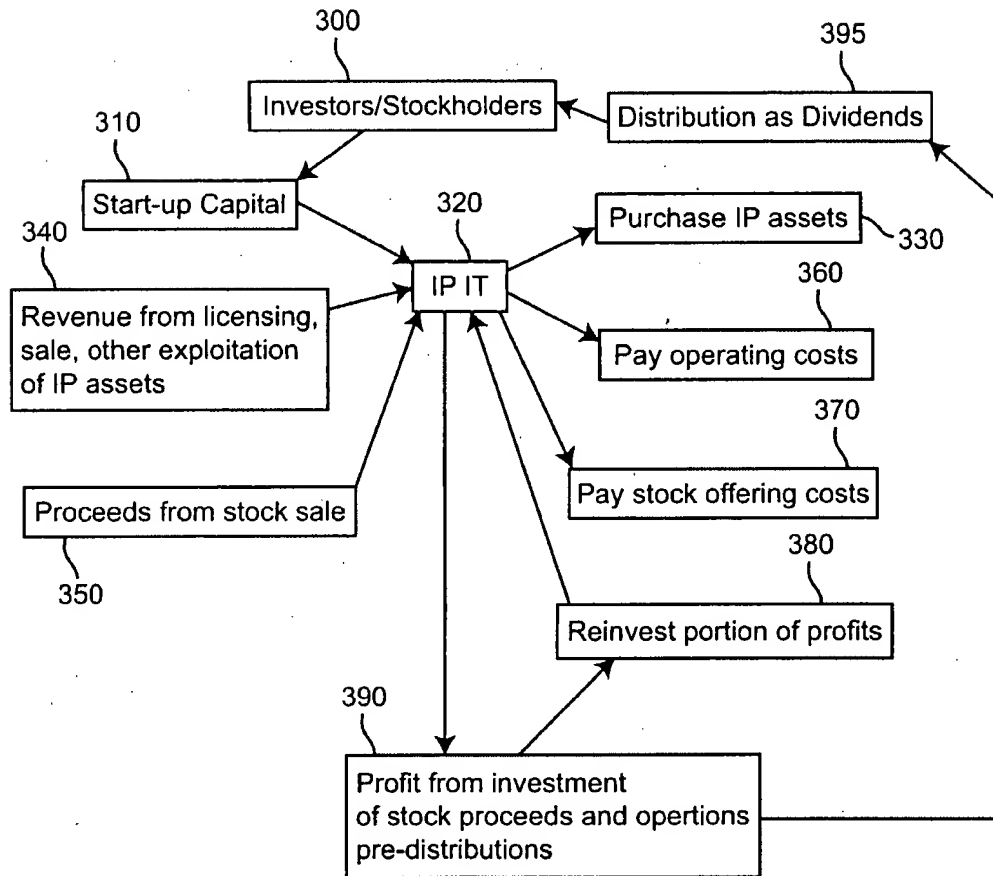 300
395
Investors/Stockholders
Distribution as Dividends
310
Start-up Capital
320
Purchase IP assets
330
340
IP IT
360
Revenue from licensing,
sale, other exploitation
of IP assets
Pay operating costs
370
Proceeds from stock sale
350
Pay stock offering costs
380
Reinvest portion of profits
390
Profit from investment
of stock proceeds and opertions
pre-distributions